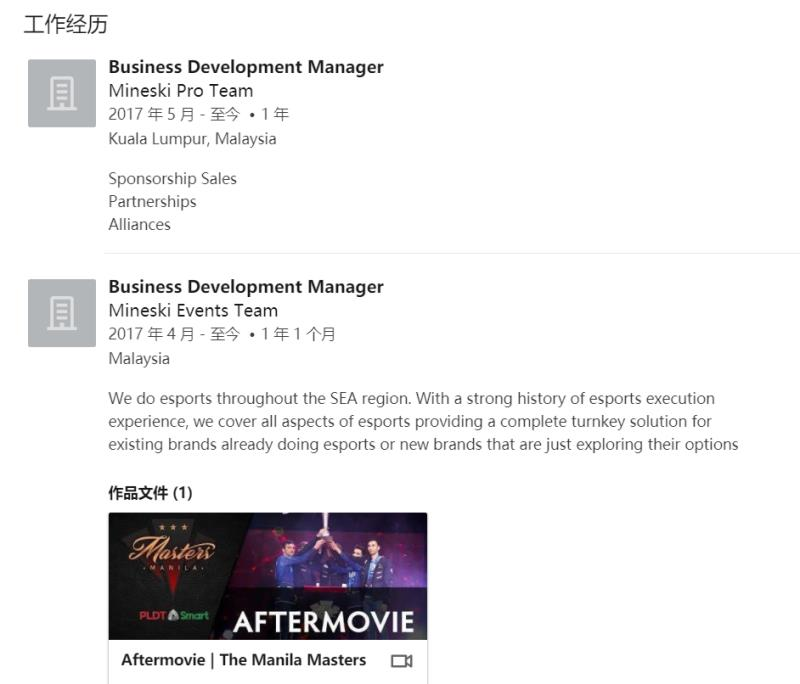 工作经历
Business Development Manager
Mineski Pro Team
2017 年 5 月 - 至今 • 1 年
Kuala Lumpur, Malaysia
Sponsorship Sales
Partnerships
Alliances
Business Development Manager
Mineski Events Team
2017 年 4 月 - 至今 • 1 年 1 个月
Malaysia
We do esports throughout the SEA region. With a strong history of esports execution
experience, we cover all aspects of esports providing a complete turnkey solution for
existing brands already doing esports or new brands that are just exploring their options
作品文件 (1)
Masters
MANILA
PLDT Smart
AFTERMOVIE
Aftermovie | The Manila Masters